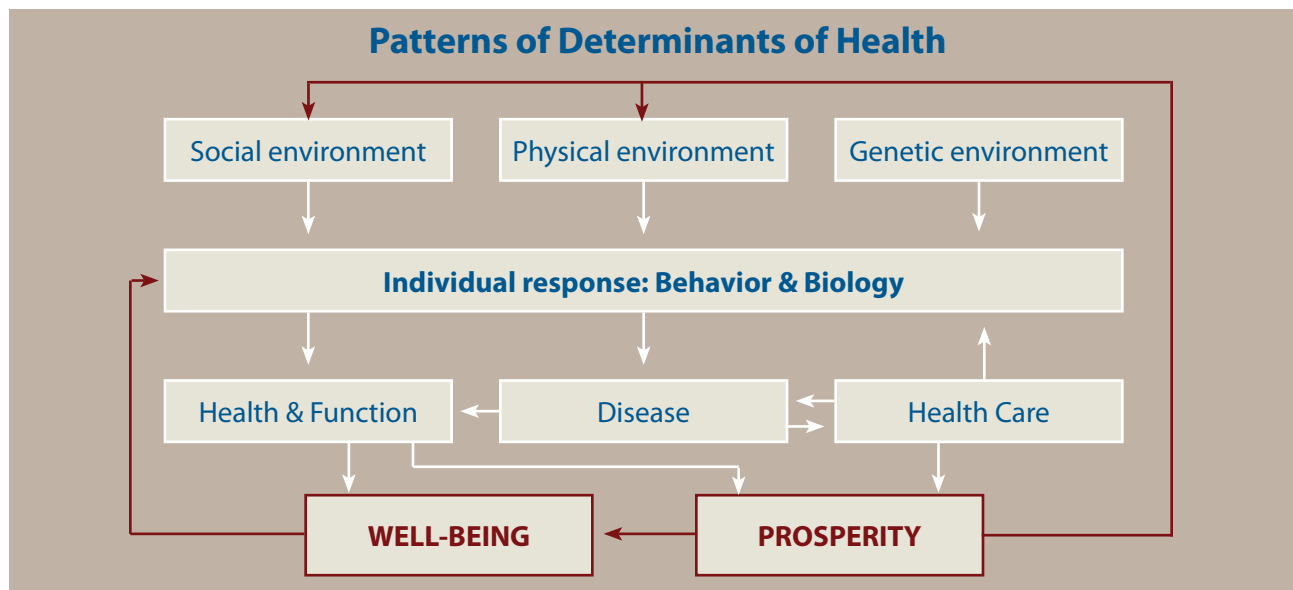 Patterns of Determinants of Health
Social environment
Physical environment
Genetic environment
Individual response: Behavior & Biology
Health & Function
Disease
Health Care
WELL-BEING
PROSPERITY